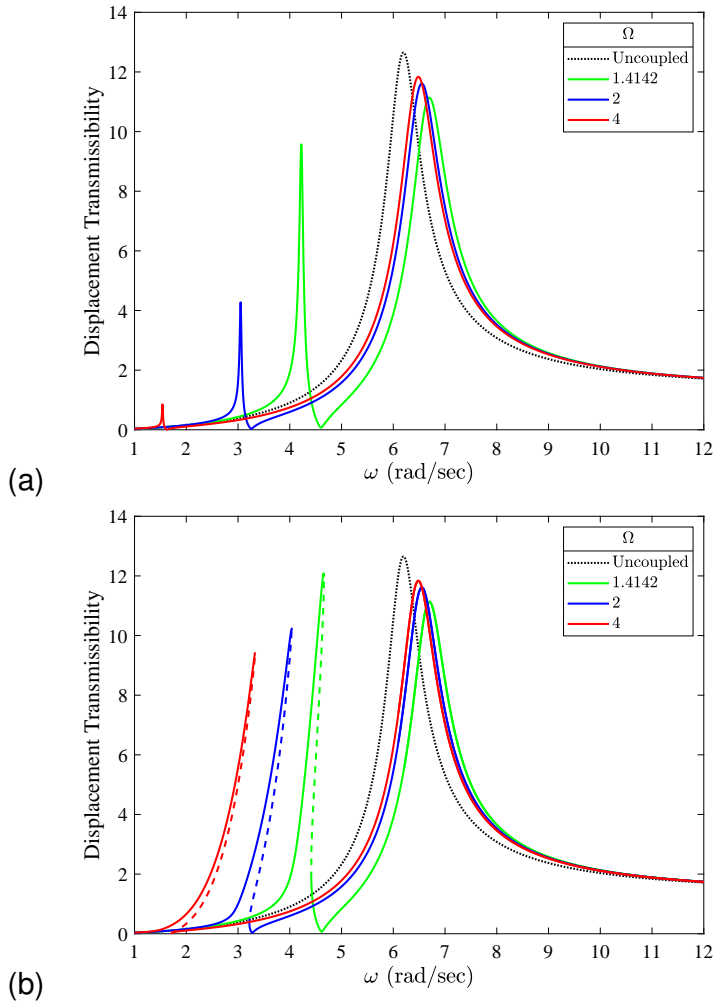 14
12
10
8
6
4
2
0
Displacement Transmissibility
Ω
Uncoupled
1.4142
2
4
1 2 3 4 5 6 7 8 9 10 11 12
ω (rad/sec)
(a)
14
12
10
8
6
4
2
0
Displacement Transmissibility
Ω
Uncoupled
1.4142
2
4
1 2 3 4 5 6 7 8 9 10 11 12
ω (rad/sec)
(b)